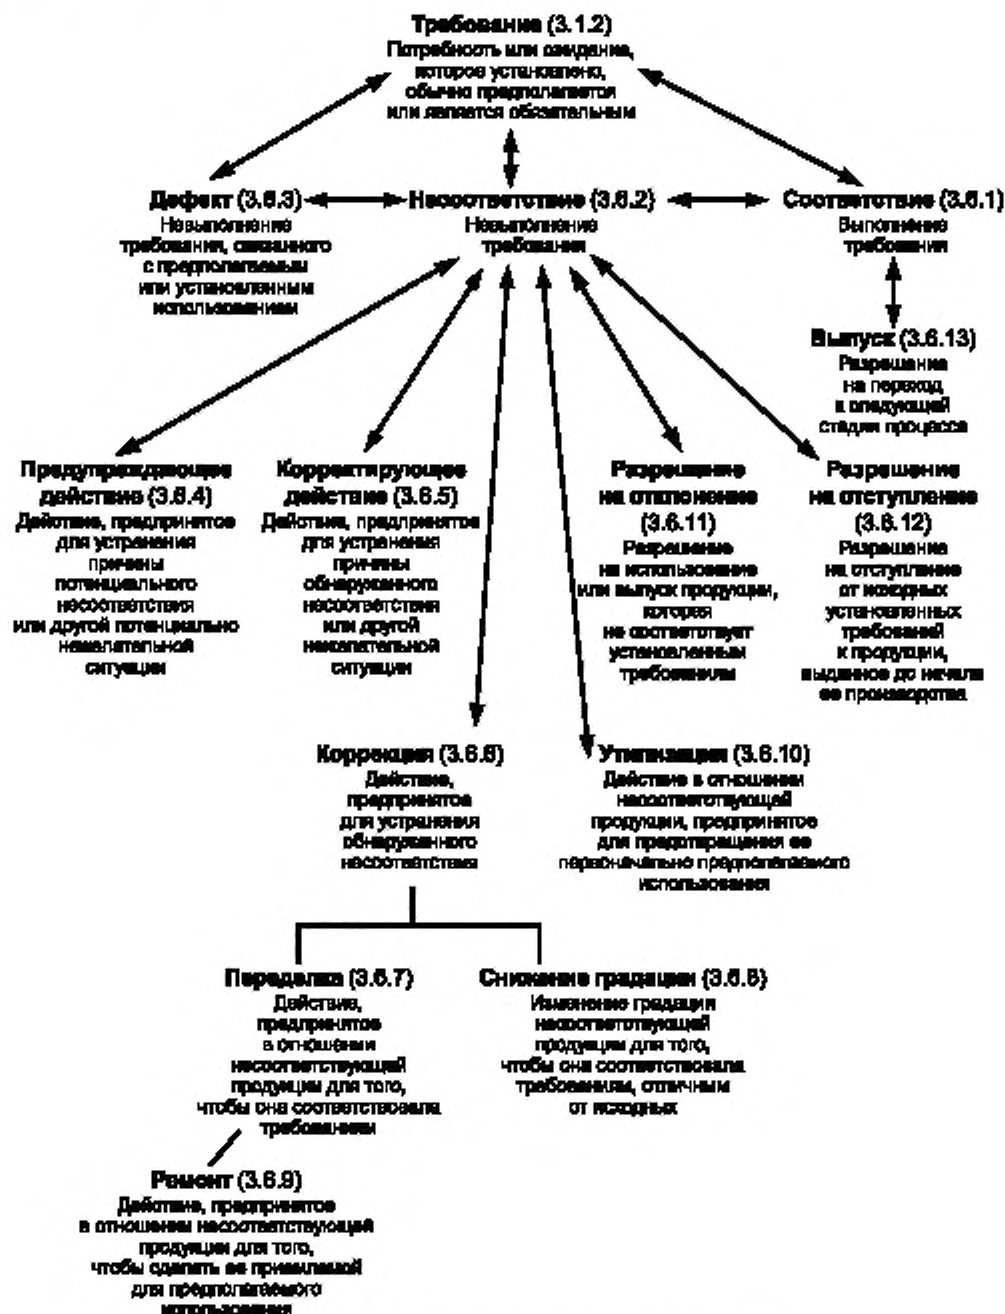 Требование (3.1.2)
Потребность или ожидание,
которое установлено,
обычно предполагается
или является обязательным
Дефект (3.6.3)
Невыполнение
требования, связанного
с предполагаемым
или установленным
использованием
Несоответствие (3.6.2)
Невыполнение
требования
Соответствие (3.6.1)
Выполнение
требования
Выпуск (3.6.13)
Разрешение
на переход
к следующей
стадии процесса
Предупреждающее
действие (3.6.4)
Действие, предпринятое
для устранения
причины
потенциального
несоответствия
или другой потенциально
нежелательной
ситуации
Корректирующее
действие (3.6.5)
Действие, предпринятое
для устранения
причины
обнаруженного
несоответствия
или другой
нежелательной
ситуации
Разрешение
на отклонение
(3.6.11)
Разрешение
на использование
или выпуск продукции,
которая
не соответствует
установленным
требованиям
Разрешение
на отступление
(3.6.12)
Разрешение
на отступление
от исходных
установленных
требований
к продукции,
выданное до начала
ее производства
Коррекция (3.6.6)
Действие,
предпринятое
для устранения
обнаруженного
несоответствия
Утилизация (3.6.10)
Действие в отношении
несоответствующей
продукции, предпринятое
для предотвращения ее
первоначально предполагаемого
использования
Переделка (3.6.7)
Действие,
предпринятое
в отношении
несоответствующей
продукции для того,
чтобы она соответствовала
требованиям
Снижение градации (3.6.8)
Изменение градации
несоответствующей
продукции для того,
чтобы она соответствовала
требованиям, отличным
от исходных
Ремонт (3.6.9)
Действие, предпринятое
в отношении несоответствующей
продукции для того,
чтобы сделать ее приемлемой
для предполагаемого
использования